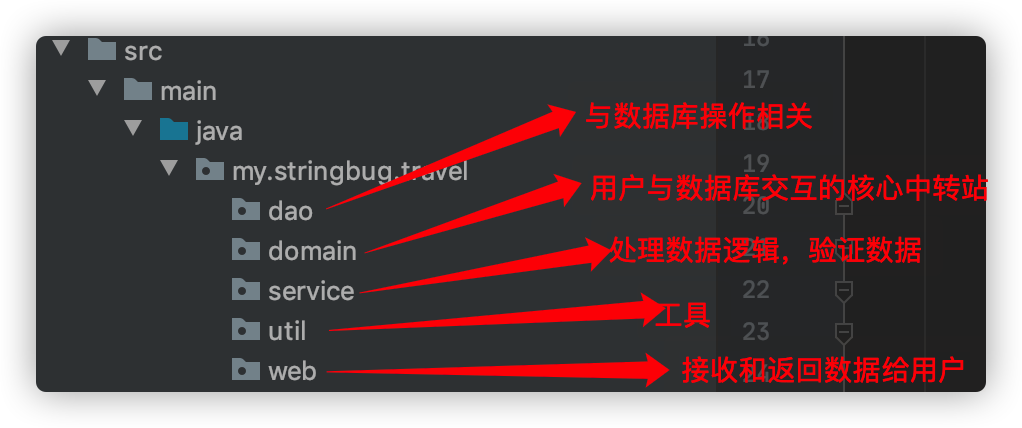 src
16
main
17
java
与数据库操作相关
18
my.stringbug.travel
19
用户与数据库交互的核心中转站
dao
20
domain
处理数据逻辑，验证数据
21
service
22
util
工具
23
web
接收和返回数据给用户
24